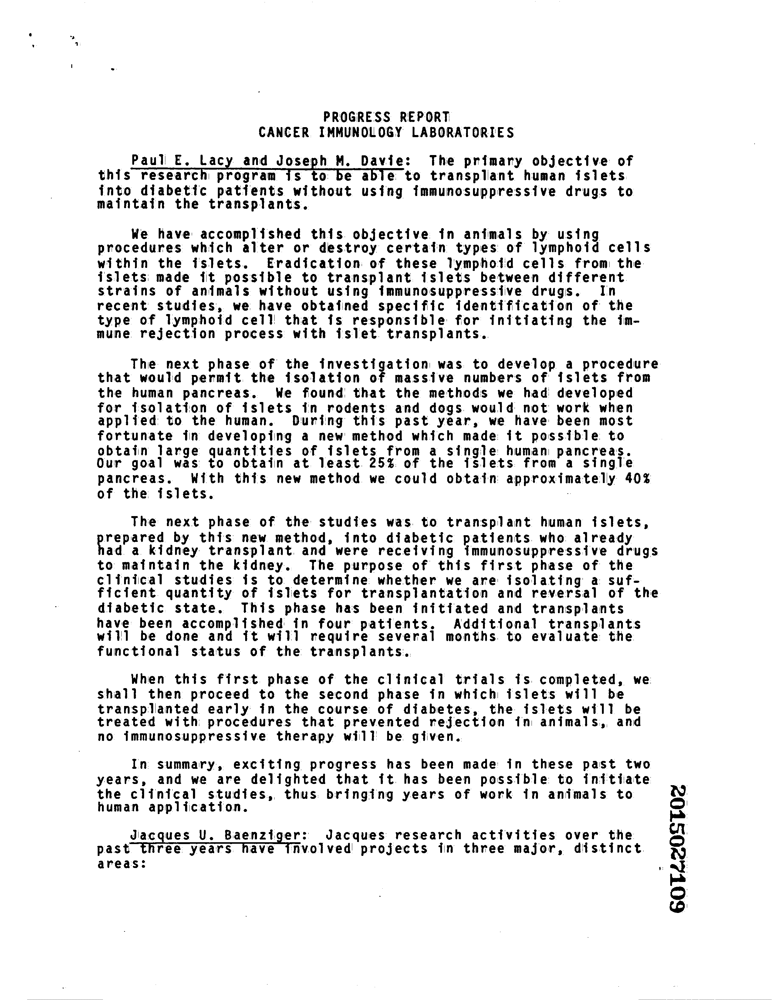 PROGRESS REPORT
CANCER IMMUNOLOGY LABORATORIES
Paul E. Lacy and Joseph M. Davie: The primary objective of
this research program is to be able to transplant human islets
into diabetic patients without using immunosuppressive drugs to
maintain the transplants.
We have accomplished this objective in animals by using
procedures which alter or destroy certain types of lymphoid cells
within the islets. Eradication of these lymphoid cells from the
islets made it possible to transplant islets between different
strains of animals without using immunosuppressive drugs. In
recent studies, we have obtained specific identification of the
type of lymphoid cell that is responsible for initiating the im-
mune rejection process with islet transplants.
The next phase of the investigation was to develop a procedure
that would permit the isolation of massive numbers of islets from
the human pancreas. We found that the methods we had developed
for isolation of islets in rodents and dogs would not work when
applied to the human. During this past year, we have been most
fortunate in developing a new method which made it possible to
obtain large quantities of islets from a single human pancreas.
Our goal was to obtain at least 25% of the islets from a single
pancreas. With this new method we could obtain approximately 40%
of the islets.
The next phase of the studies was to transplant human islets,
prepared by this new method, into diabetic patients who already
had a kidney transplant and were receiving immunosuppressive drugs
to maintain the kidney. The purpose of this first phase of the
clinical studies is to determine whether we are isolating a suf-
ficient quantity of islets for transplantation and reversal of the
diabetic state. This phase has been initiated and transplants
have been accomplished in four patients. Additional transplants
will be done and it will require several months to evaluate the
functional status of the transplants.
When this first phase of the clinical trials is completed, we
shall then proceed to the second phase in which islets will be
transplanted early in the course of diabetes, the islets will be
treated with procedures that prevented rejection in animals, and
no immunosuppressive therapy will be given.
In summary, exciting progress has been made in these past two
years, and we are delighted that it has been possible to initiate
the clinical studies, thus bringing years of work in animals to
human application.
Jacques U. Baenziger: Jacques research activities over the
past three years have involved projects in three major, distinct
areas:
2015027109